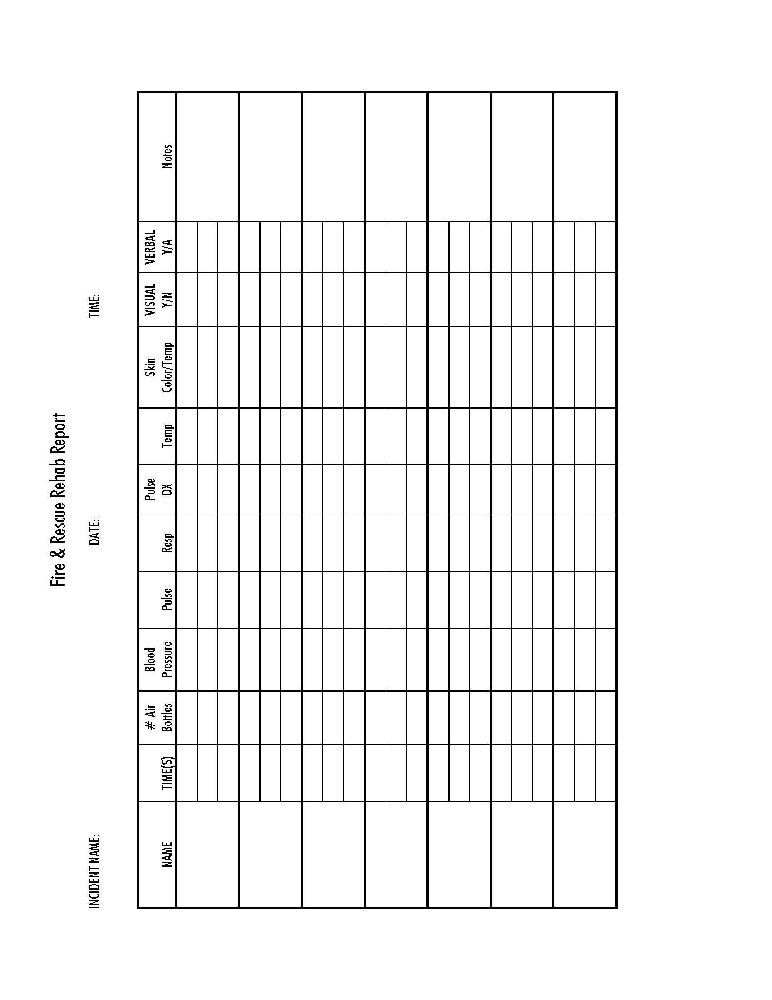 Fire & Rescue Rehab Report
INCIDENT NAME: DATE: TIME:
NAME TIME(S) # Air Bottles Blood Pressure Pulse Resp Pulse OX Temp Skin Color/Temp VISUAL Y/N VERBAL Y/A Notes